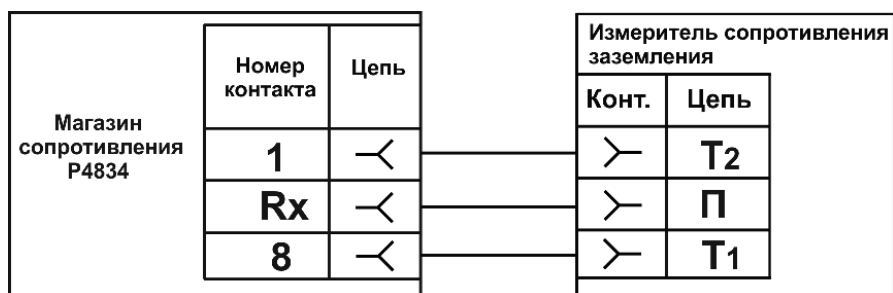 Магазин
сопротивления
Р4834
Номер
контакта
Цепь
1
Rx
8
Измеритель сопротивления
заземления
Конт.
Цепь
Т2
П
Т1